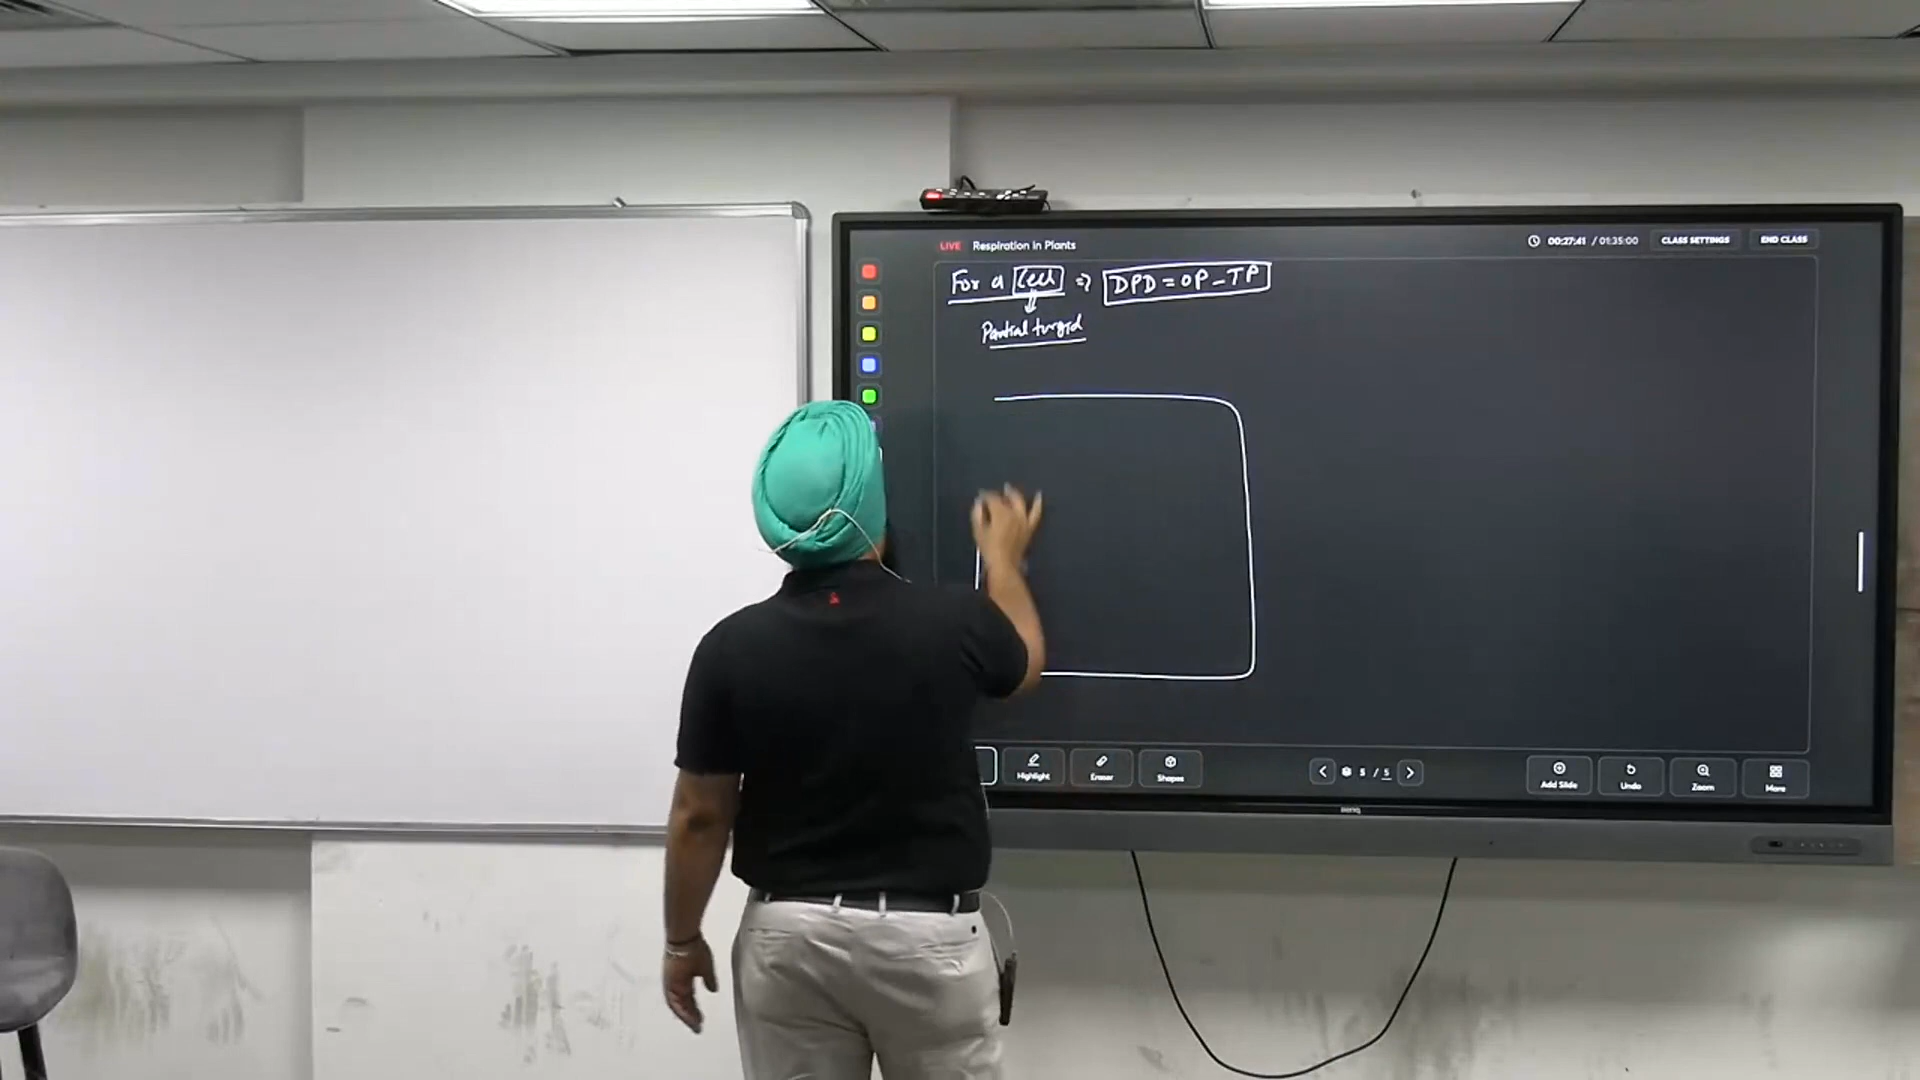 LIVE Respiration in Plants 00:27:41 / 01:35:00 CLASS SETTINGS END CLASS
For a Cell => DPD = OP - TP
Partial turgid
Highlight Eraser Shapes 5 / 5 Add Slide Undo Zoom More
BenQ